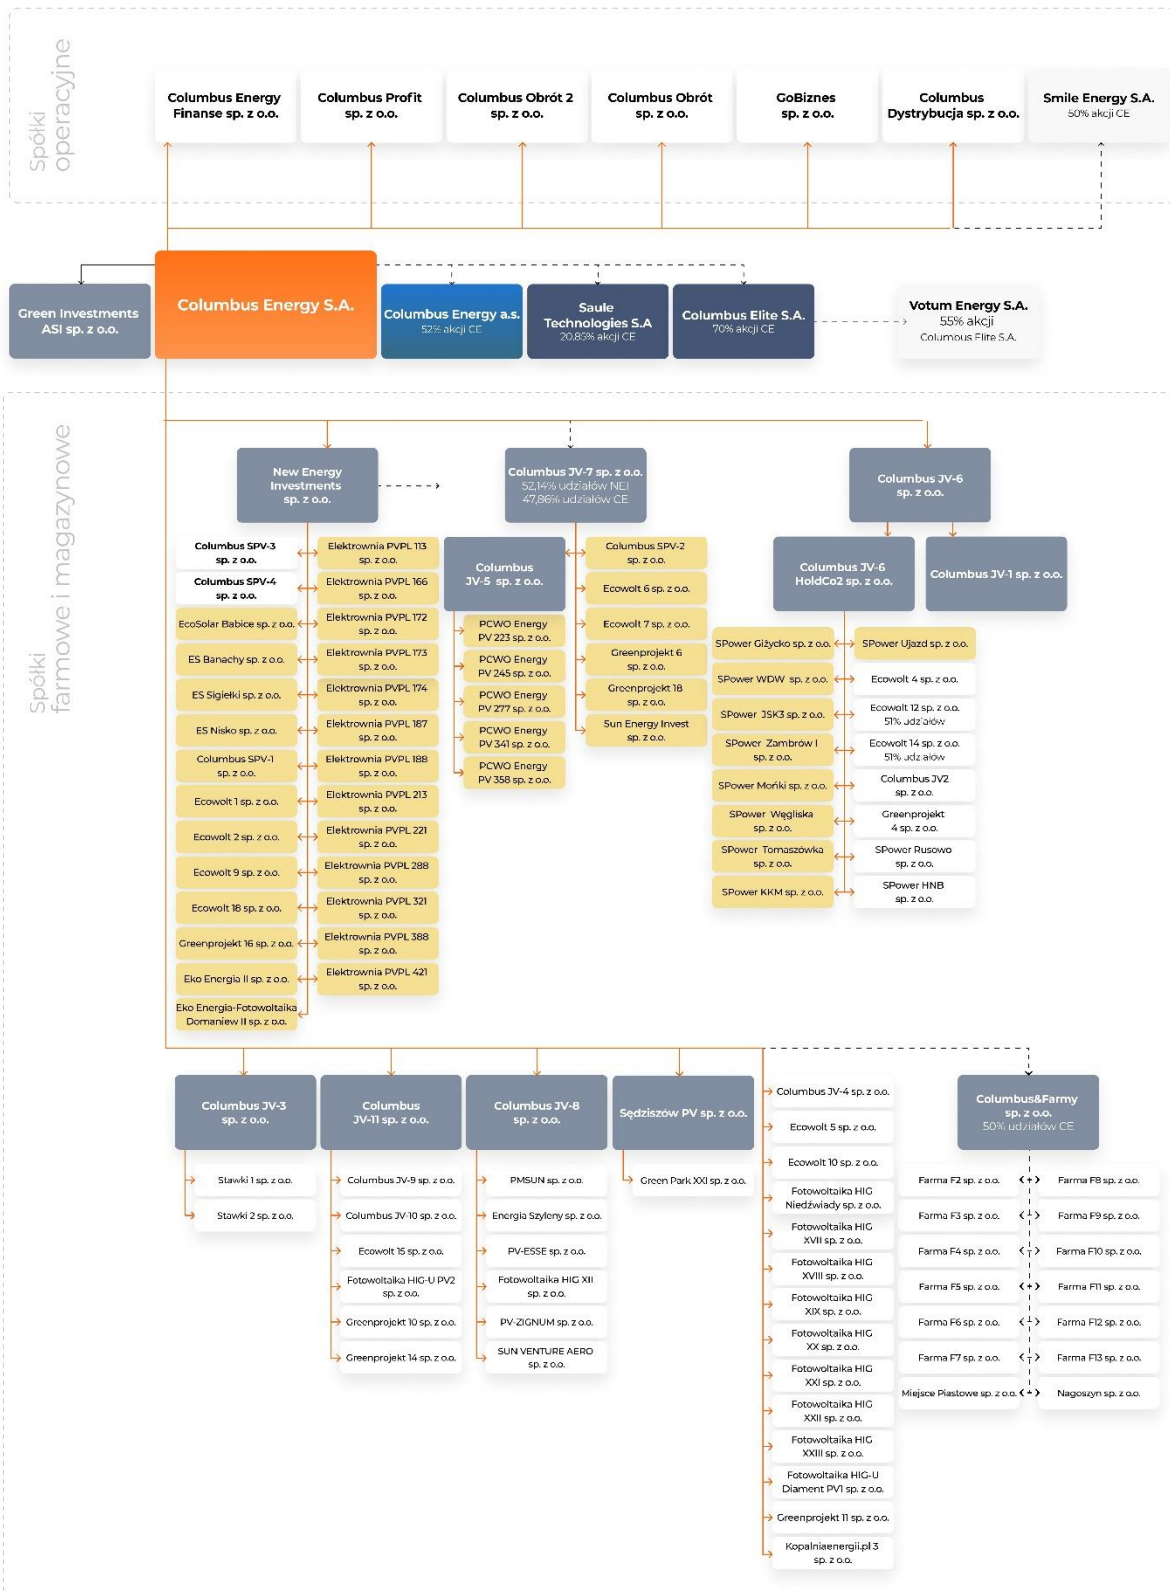 Spółki
operacyjne
Columbus Energy
Finanse sp. z o.o.
Columbus Profit
sp. z o.o.
Columbus Obrót 2
sp. z o.o.
Columbus Obrót
sp. z o.o.
GoBiznes
sp. z o.o.
Columbus
Dystrybucja sp. z o.o.
Smile Energy S.A.
50% akcji CE
Green Investments
ASI sp. z o.o.
Columbus Energy S.A.
Columbus Energy a.s.
52% akcji CE
Saule
Technologies S.A
20,85% akcji CE
Columbus Elite S.A.
70% akcji CE
Votum Energy S.A.
55% akcji
Columbus Elite S.A.
Spółki
farmowe i magazynowe
New Energy
Investments
sp. z o.o.
Columbus JV-7 sp. z o.o.
52,14% udziałów NEI
47,86% udziałów CE
Columbus JV-6
sp. z o.o.
Columbus SPV-3
sp. z o.o.
Columbus SPV-4
sp. z o.o.
EcoSolar Babice sp. z o.o.
ES Banachy sp. z o.o.
ES Sigiełki sp. z o.o.
ES Nisko sp. z o.o.
Columbus SPV-1
sp. z o.o.
Ecowolt 1 sp. z o.o.
Ecowolt 2 sp. z o.o.
Ecowolt 9 sp. z o.o.
Ecowolt 18 sp. z o.o.
Greenprojekt 16 sp. z o.o.
Eko Energia II sp. z o.o.
Eko Energia-Fotowoltaika
Domaniew II sp. z o.o.
Elektrownia PVPL 113
sp. z o.o.
Elektrownia PVPL 166
sp. z o.o.
Elektrownia PVPL 172
sp. z o.o.
Elektrownia PVPL 173
sp. z o.o.
Elektrownia PVPL 174
sp. z o.o.
Elektrownia PVPL 187
sp. z o.o.
Elektrownia PVPL 188
sp. z o.o.
Elektrownia PVPL 213
sp. z o.o.
Elektrownia PVPL 221
sp. z o.o.
Elektrownia PVPL 288
sp. z o.o.
Elektrownia PVPL 321
sp. z o.o.
Elektrownia PVPL 388
sp. z o.o.
Elektrownia PVPL 421
sp. z o.o.
Columbus
JV-5 sp. z o.o.
PCWO Energy
PV 223 sp. z o.o.
PCWO Energy
PV 245 sp. z o.o.
PCWO Energy
PV 277 sp. z o.o.
PCWO Energy
PV 341 sp. z o.o.
PCWO Energy
PV 358 sp. z o.o.
Columbus SPV-2
sp. z o.o.
Ecowolt 6 sp. z o.o.
Ecowolt 7 sp. z o.o.
Greenprojekt 6
sp. z o.o.
Greenprojekt 18
sp. z o.o.
Sun Energy Invest
sp. z o.o.
Columbus JV-6
HoldCo2 sp. z o.o.
Columbus JV-1 sp. z o.o.
SPower Giżycko sp. z o.o.
SPower WDW sp. z o.o.
SPower JSK3 sp. z o.o.
SPower Zambrów I
sp. z o.o.
SPower Mońki sp. z o.o.
SPower Węgliska
sp. z o.o.
SPower Tomaszówka
sp. z o.o.
SPower KKM sp. z o.o.
SPower Ujazd sp. z o.o.
Ecowolt 4 sp. z o.o.
Ecowolt 12 sp. z o.o.
51% udziałów
Ecowolt 14 sp. z o.o.
51% udziałów
Columbus JV2
sp. z o.o.
Greenprojekt
4 sp. z o.o.
SPower Rusowo
sp. z o.o.
SPower HNB
sp. z o.o.
Columbus JV-3
sp. z o.o.
Stawki 1 sp. z o.o.
Stawki 2 sp. z o.o.
Columbus
JV-11 sp. z o.o.
Columbus JV-9 sp. z o.o.
Columbus JV-10 sp. z o.o.
Ecowolt 15 sp. z o.o.
Fotowoltaika HIG-U PV2
sp. z o.o.
Greenprojekt 10 sp. z o.o.
Greenprojekt 14 sp. z o.o.
Columbus JV-8
sp. z o.o.
PMSUN sp. z o.o.
Energia Szyleny sp. z o.o.
PV-ESSE sp. z o.o.
Fotowoltaika HIG XII
sp. z o.o.
PV-ZIGNUM sp. z o.o.
SUN VENTURE AERO
sp. z o.o.
Sędziszów PV sp. z o.o.
Green Park XXI sp. z o.o.
Columbus JV-4 sp. z o.o.
Ecowolt 5 sp. z o.o.
Ecowolt 10 sp. z o.o.
Fotowoltaika HIG
Niedźwiady sp. z o.o.
Fotowoltaika HIG
XVII sp. z o.o.
Fotowoltaika HIG
XVIII sp. z o.o.
Fotowoltaika HIG
XIX sp. z o.o.
Fotowoltaika HIG
XX sp. z o.o.
Fotowoltaika HIG
XXI sp. z o.o.
Fotowoltaika HIG
XXII sp. z o.o.
Fotowoltaika HIG
XXIII sp. z o.o.
Fotowoltaika HIG-U
Diament PV1 sp. z o.o.
Greenprojekt 11 sp. z o.o.
Kopalniaenergii.pl 3
sp. z o.o.
Columbus&Farmy
sp. z o.o.
50% udziałów CE
Farma F2 sp. z o.o.
Farma F3 sp. z o.o.
Farma F4 sp. z o.o.
Farma F5 sp. z o.o.
Farma F6 sp. z o.o.
Farma F7 sp. z o.o.
Miejsce Piastowe sp. z o.o.
Farma F8 sp. z o.o.
Farma F9 sp. z o.o.
Farma F10 sp. z o.o.
Farma F11 sp. z o.o.
Farma F12 sp. z o.o.
Farma F13 sp. z o.o.
Nagoszyn sp. z o.o.